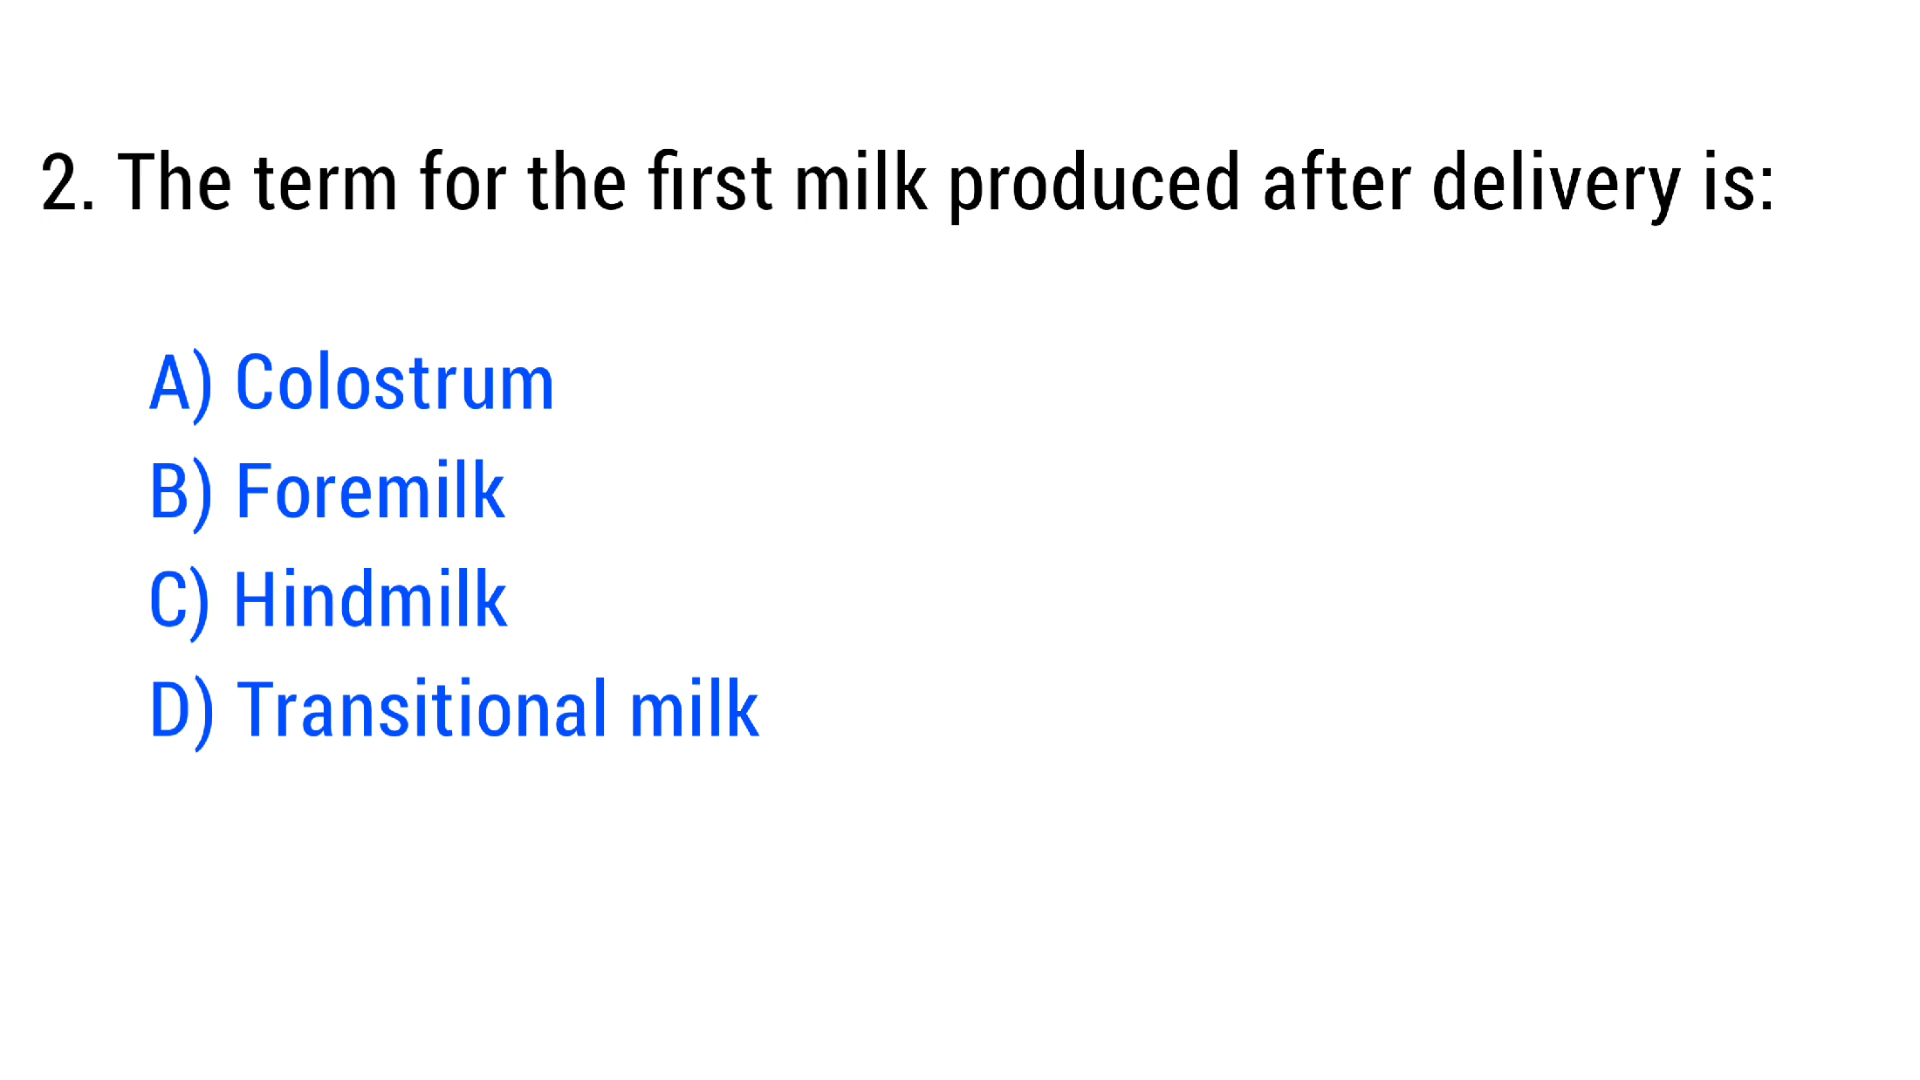 2. The term for the first milk produced after delivery is:
A) Colostrum
B) Foremilk
C) Hindmilk
D) Transitional milk